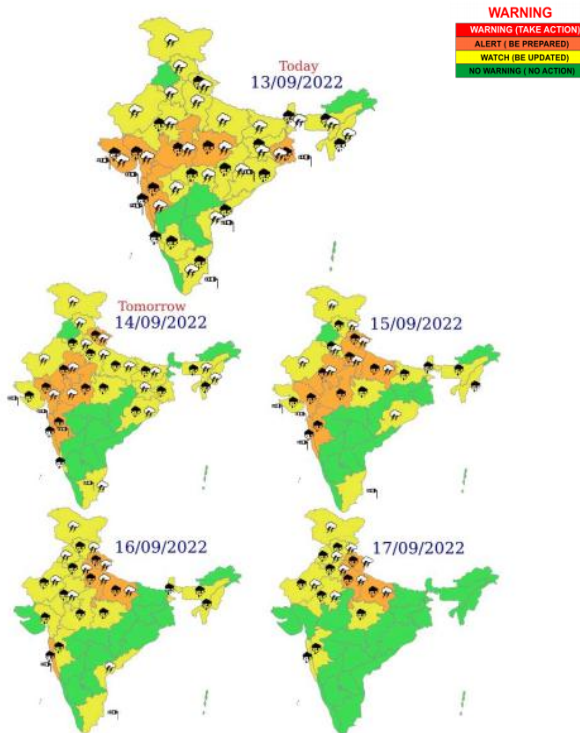 WARNING
WARNING (TAKE ACTION)
ALERT ( BE PREPARED)
WATCH (BE UPDATED)
NO WARNING ( NO ACTION)
Today
13/09/2022
Tomorrow
14/09/2022
15/09/2022
16/09/2022
17/09/2022